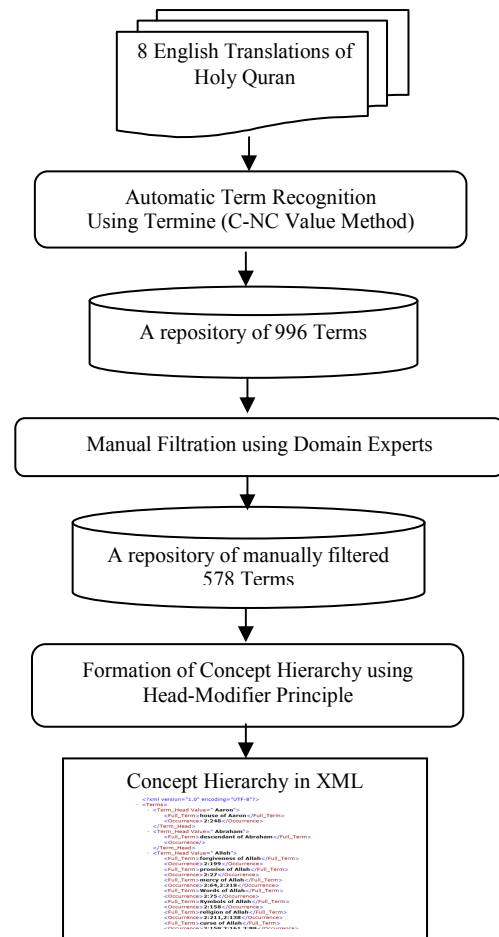 8 English Translations of
Holy Quran
Automatic Term Recognition
Using Termine (C-NC Value Method)
A repository of 996 Terms
Manual Filtration using Domain Experts
A repository of manually filtered
578 Terms
Formation of Concept Hierarchy using
Head-Modifier Principle
Concept Hierarchy in XML
<?xml version="1.0" encoding="UTF-8"?>
- <Terms>
- <Term_Head Value=" Aaron">
<Full_Term>house of Aaron</Full_Term>
<Occurrence>2:248</Occurrence>
</Term_Head>
- <Term_Head Value=" Abraham">
<Full_Term>descendant of Abraham</Full_Term>
<Occurrence/>
</Term_Head>
- <Term_Head Value=" Allah">
<Full_Term>forgiveness of Allah</Full_Term>
<Occurrence>2:199</Occurrence>
<Full_Term>promise of Allah</Full_Term>
<Occurrence>2:27</Occurrence>
<Full_Term>mercy of Allah</Full_Term>
<Occurrence>2:64,2:218</Occurrence>
<Full_Term>Words of Allah</Full_Term>
<Occurrence>2:75</Occurrence>
<Full_Term>Symbols of Allah</Full_Term>
<Occurrence>2:158</Occurrence>
<Full_Term>religion of Allah</Full_Term>
<Occurrence>2:211,2:138</Occurrence>
<Full_Term>curse of Allah</Full_Term>